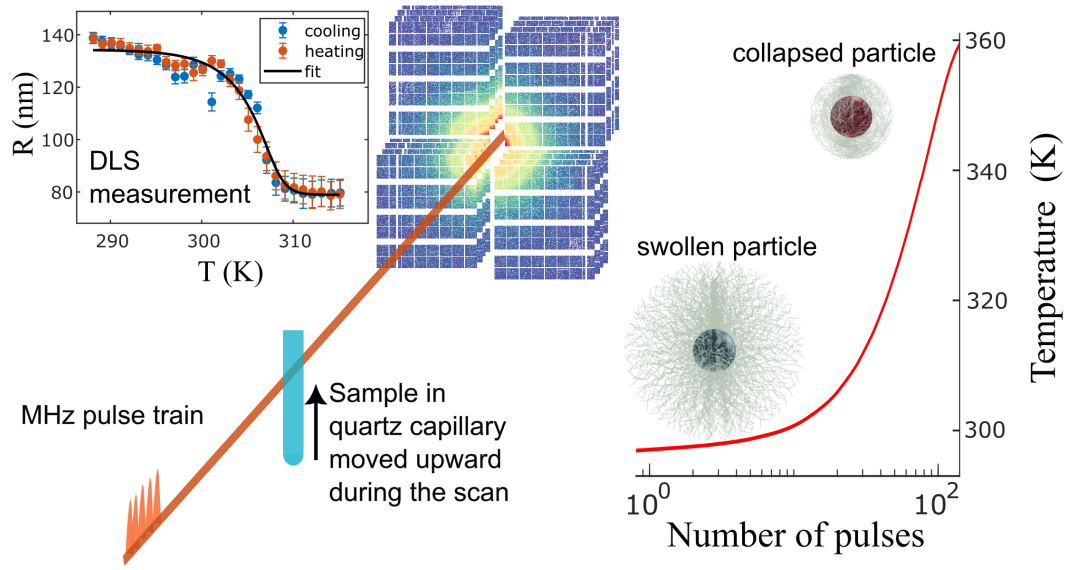 140
120
100
80
R (nm)
cooling
heating
fit
DLS
measurement
290
300
310
T (K)
MHz pulse train
Sample in
quartz capillary
moved upward
during the scan
collapsed particle
swollen particle
360
340
320
300
Temperature (K)
10^0
10^1
10^2
Number of pulses